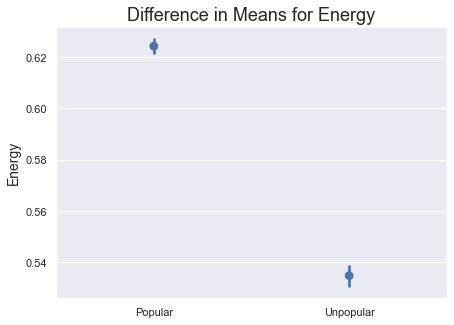 Difference in Means for Energy
Energy
0.62
0.60
0.58
0.56
0.54
Popular
Unpopular